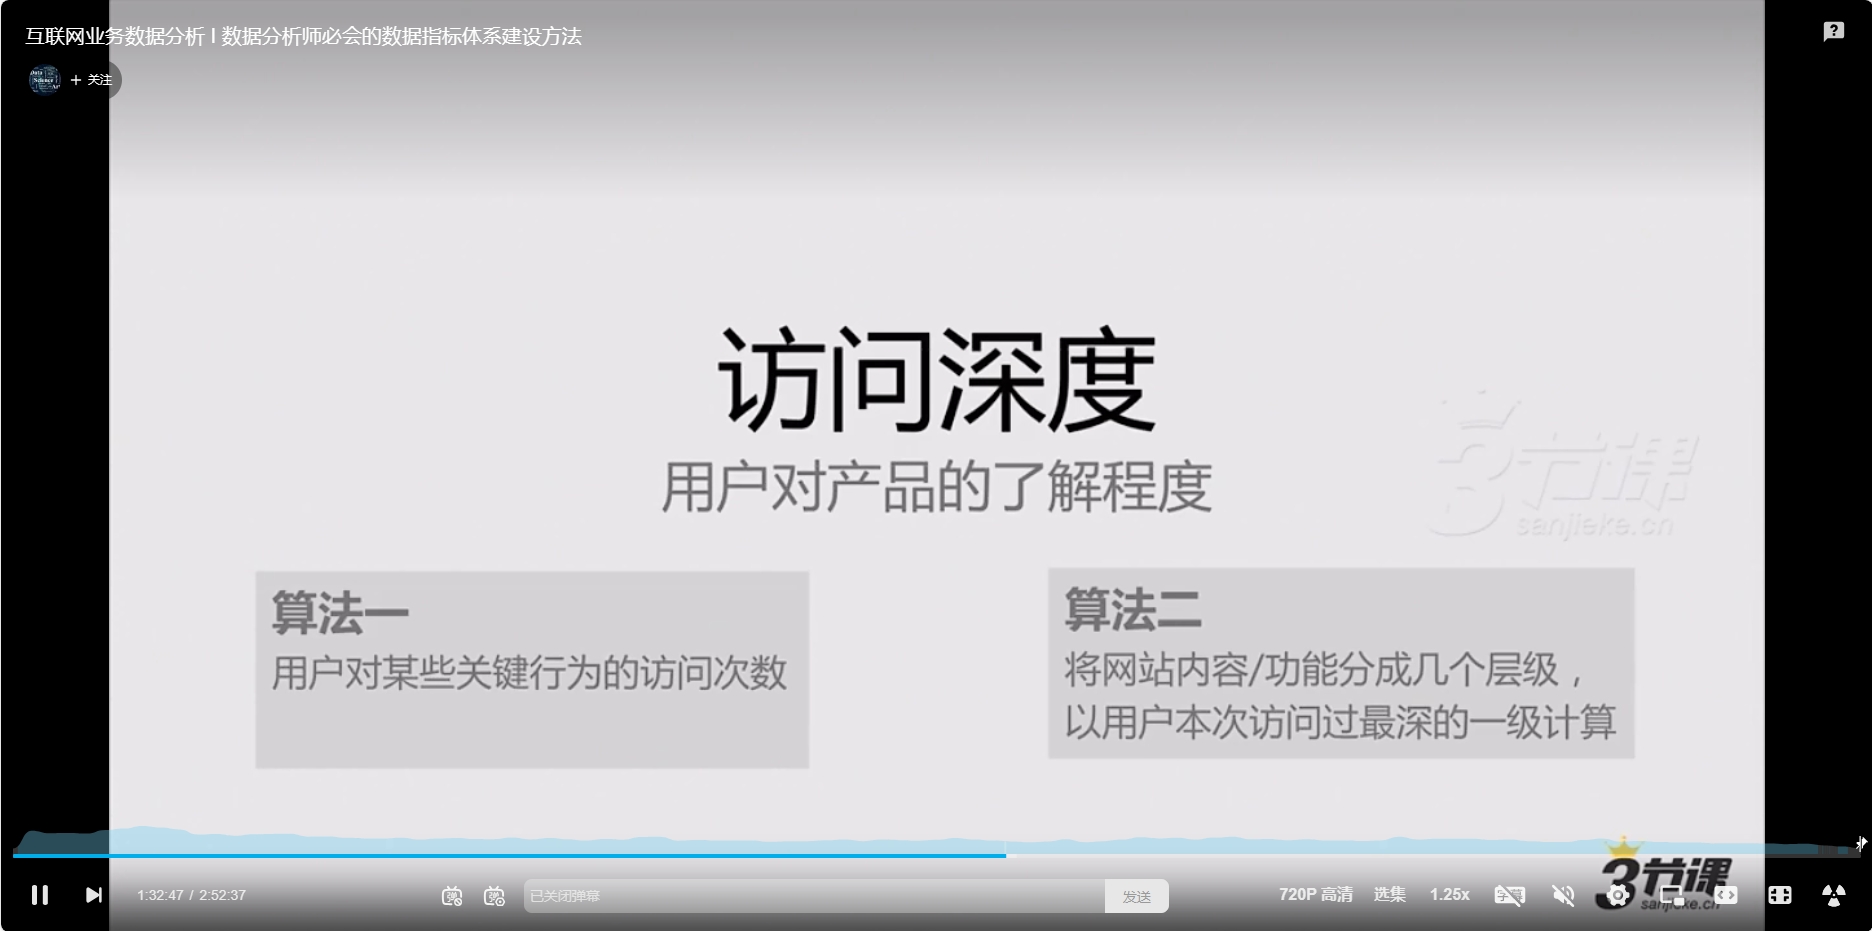 互联网业务数据分析 | 数据分析师必会的数据指标体系建设方法
Data
Science
+ 关注
访问深度
用户对产品的了解程度
3节课
sanjieke.cn
算法一
用户对某些关键行为的访问次数
算法二
将网站内容/功能分成几个层级，
以用户本次访问过最深的一级计算
3节课
sanjieke.cn
1:32:47 / 2:52:37
弹
弹
已关闭弹幕
发送
720P 高清
选集
1.25x
字幕